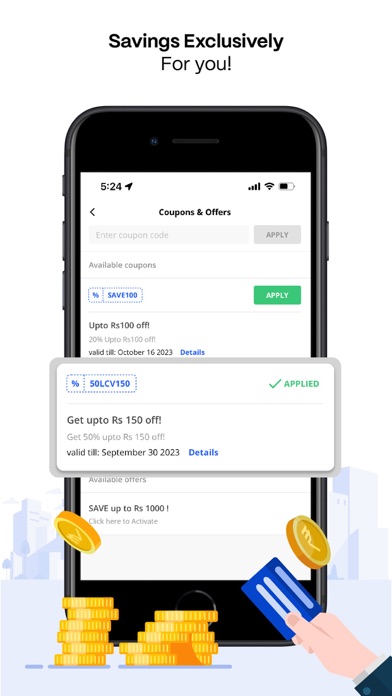 Savings Exclusively
For you!
5:24
Coupons & Offers
Enter coupon code
APPLY
Available coupons
% SAVE100
APPLY
Upto Rs100 off!
20% Upto Rs100 off!
valid till: October 16 2023 Details
% 50LCV150
APPLIED
Get upto Rs 150 off!
Get 50% upto Rs 150 off!
valid till: September 30 2023 Details
Available offers
SAVE up to Rs 1000 !
Click here to Activate